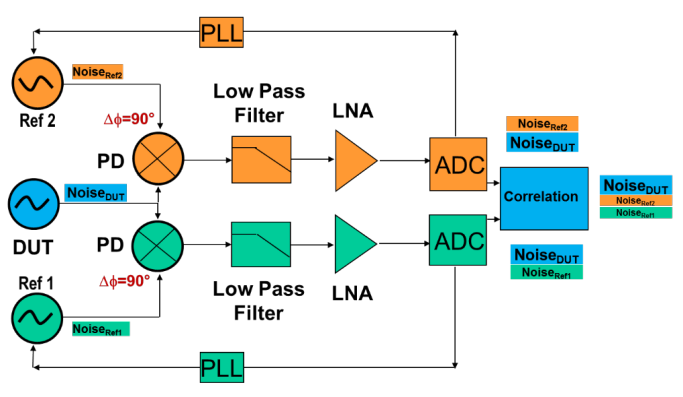 PLL
NoiseRef2
Ref 2
Δϕ=90°
Low Pass
Filter
LNA
PD
ADC
NoiseRef2
NoiseDUT
NoiseDUT
DUT
PD
Correlation
NoiseDUT
NoiseRef2
NoiseRef1
ADC
Ref 1
Δϕ=90°
NoiseRef1
Low Pass
Filter
LNA
NoiseDUT
NoiseRef1
PLL